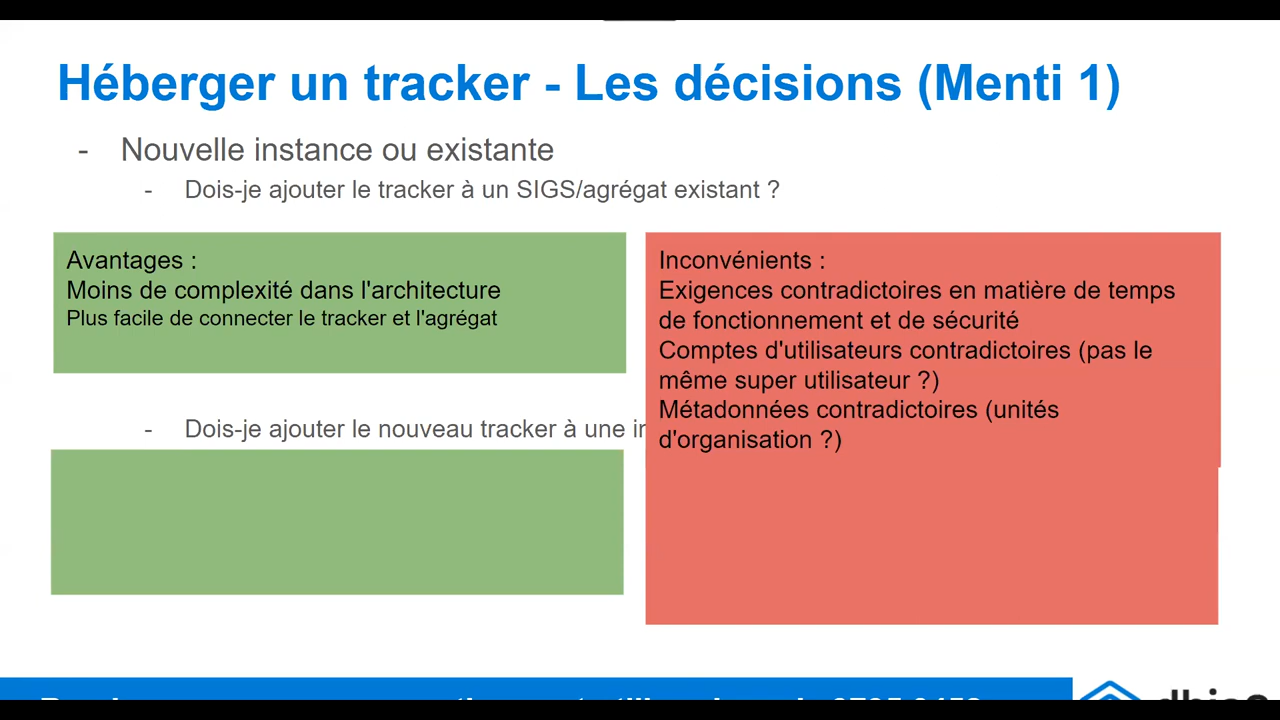 Héberger un tracker - Les décisions (Menti 1)
- Nouvelle instance ou existante
- Dois-je ajouter le tracker à un SIGS/agrégat existant ?
Avantages :
Moins de complexité dans l'architecture
Plus facile de connecter le tracker et l'agrégat
Inconvénients :
Exigences contradictoires en matière de temps
de fonctionnement et de sécurité
Comptes d'utilisateurs contradictoires (pas le
même super utilisateur ?)
Métadonnées contradictoires (unités
d'organisation ?)
- Dois-je ajouter le nouveau tracker à une